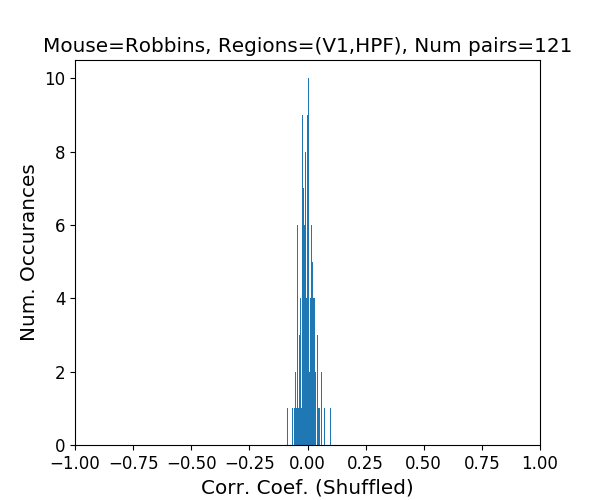 Mouse=Robbins, Regions=(V1,HPF), Num pairs=121
10
8
6
4
2
0
Num. Occurances
−1.00 −0.75 −0.50 −0.25 0.00 0.25 0.50 0.75 1.00
Corr. Coef. (Shuffled)